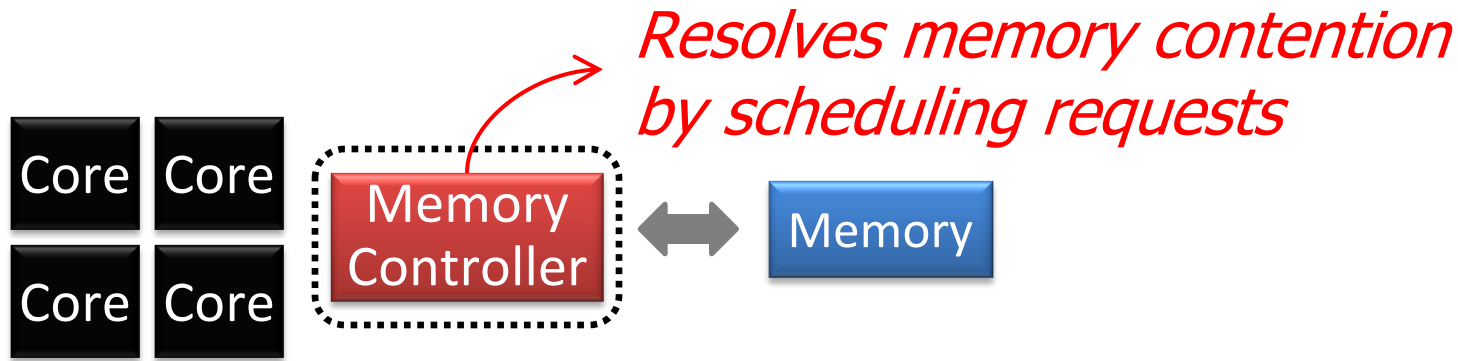 Resolves memory contention
by scheduling requests
Core
Core
Memory
Controller
Memory
Core
Core